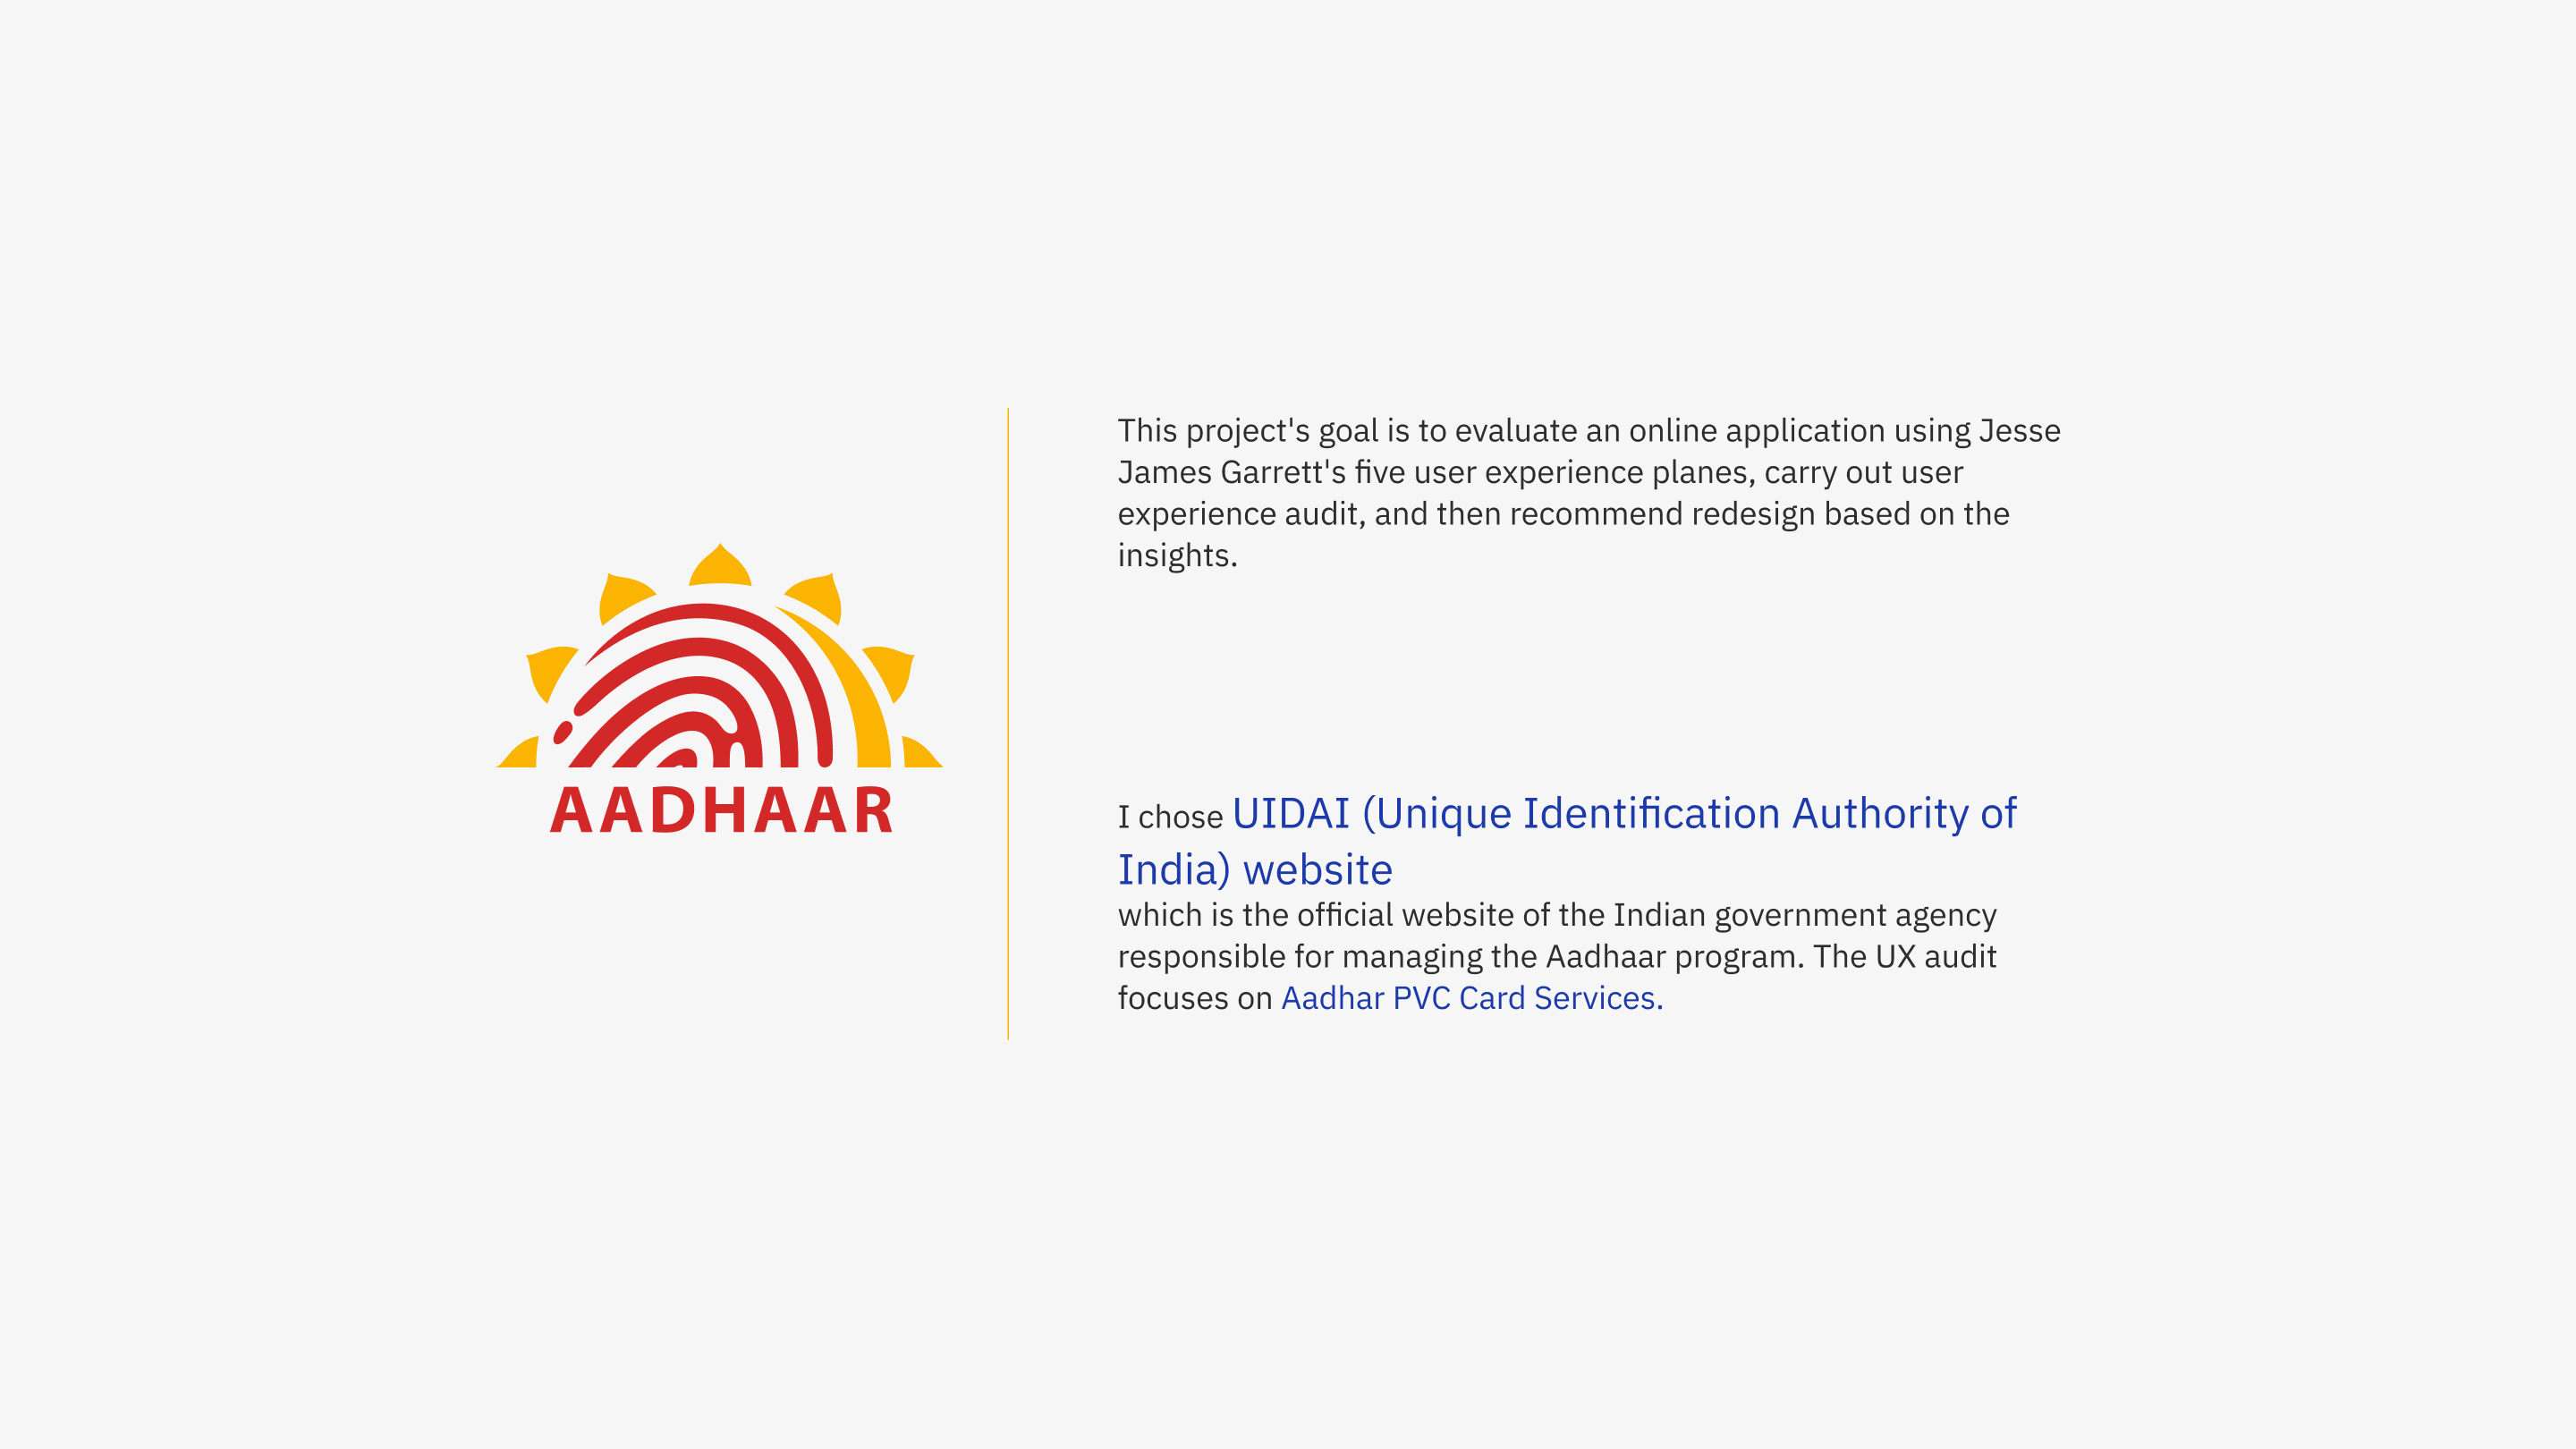 AADHAAR
This project's goal is to evaluate an online application using Jesse
James Garrett's five user experience planes, carry out user
experience audit, and then recommend redesign based on the
insights.
I chose UIDAI (Unique Identification Authority of
India) website
which is the official website of the Indian government agency
responsible for managing the Aadhaar program. The UX audit
focuses on Aadhar PVC Card Services.